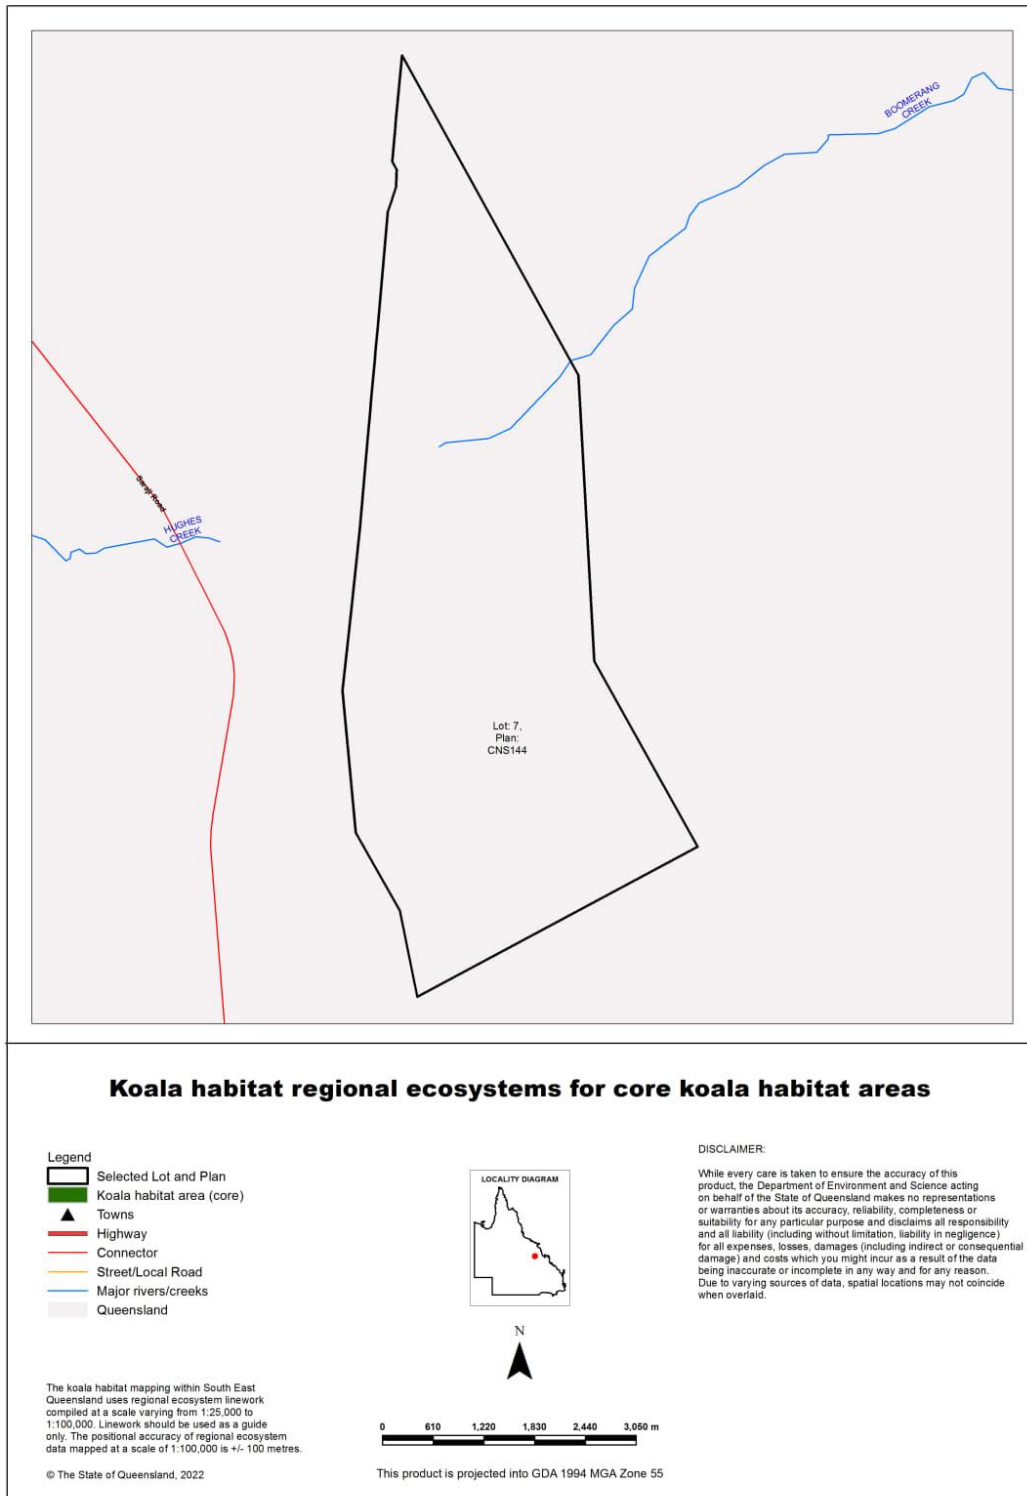 BOOMERANG
CREEK
Saraji Road
HUGHES
CREEK
Lot: 7,
Plan:
CNS144
Koala habitat regional ecosystems for core koala habitat areas
Legend
Selected Lot and Plan
Koala habitat area (core)
Towns
Highway
Connector
Street/Local Road
Major rivers/creeks
Queensland
The koala habitat mapping within South East
Queensland uses regional ecosystem linework
compiled at a scale varying from 1:25,000 to
1:100,000. Linework should be used as a guide
only. The positional accuracy of regional ecosystem
data mapped at a scale of 1:100,000 is +/- 100 metres.
© The State of Queensland, 2022
LOCALITY DIAGRAM
N
0 610 1,220 1,830 2,440 3,050 m
This product is projected into GDA 1994 MGA Zone 55
DISCLAIMER:
While every care is taken to ensure the accuracy of this
product, the Department of Environment and Science acting
on behalf of the State of Queensland makes no representations
or warranties about its accuracy, reliability, completeness or
suitability for any particular purpose and disclaims all responsibility
and all liability (including without limitation, liability in negligence)
for all expenses, losses, damages (including indirect or consequential
damage) and costs which you might incur as a result of the data
being inaccurate or incomplete in any way and for any reason.
Due to varying sources of data, spatial locations may not coincide
when overlaid.